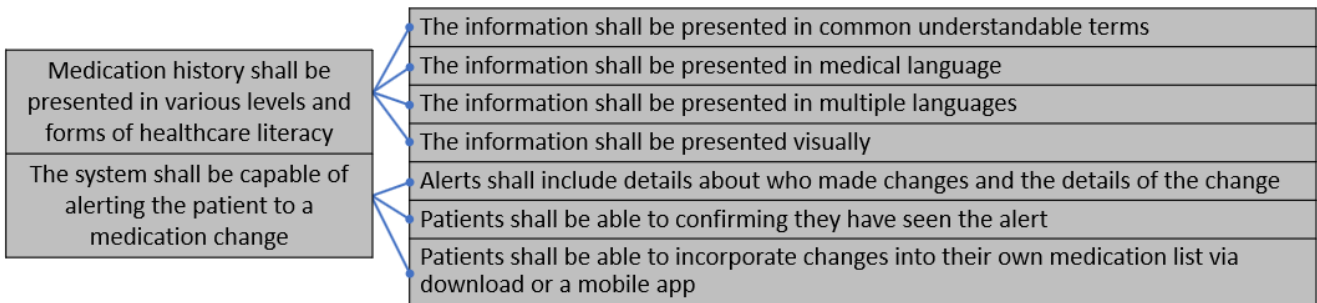 Medication history shall be
presented in various levels and
forms of healthcare literacy
The information shall be presented in common understandable terms
The information shall be presented in medical language
The information shall be presented in multiple languages
The information shall be presented visually
The system shall be capable of
alerting the patient to a
medication change
Alerts shall include details about who made changes and the details of the change
Patients shall be able to confirming they have seen the alert
Patients shall be able to incorporate changes into their own medication list via
download or a mobile app